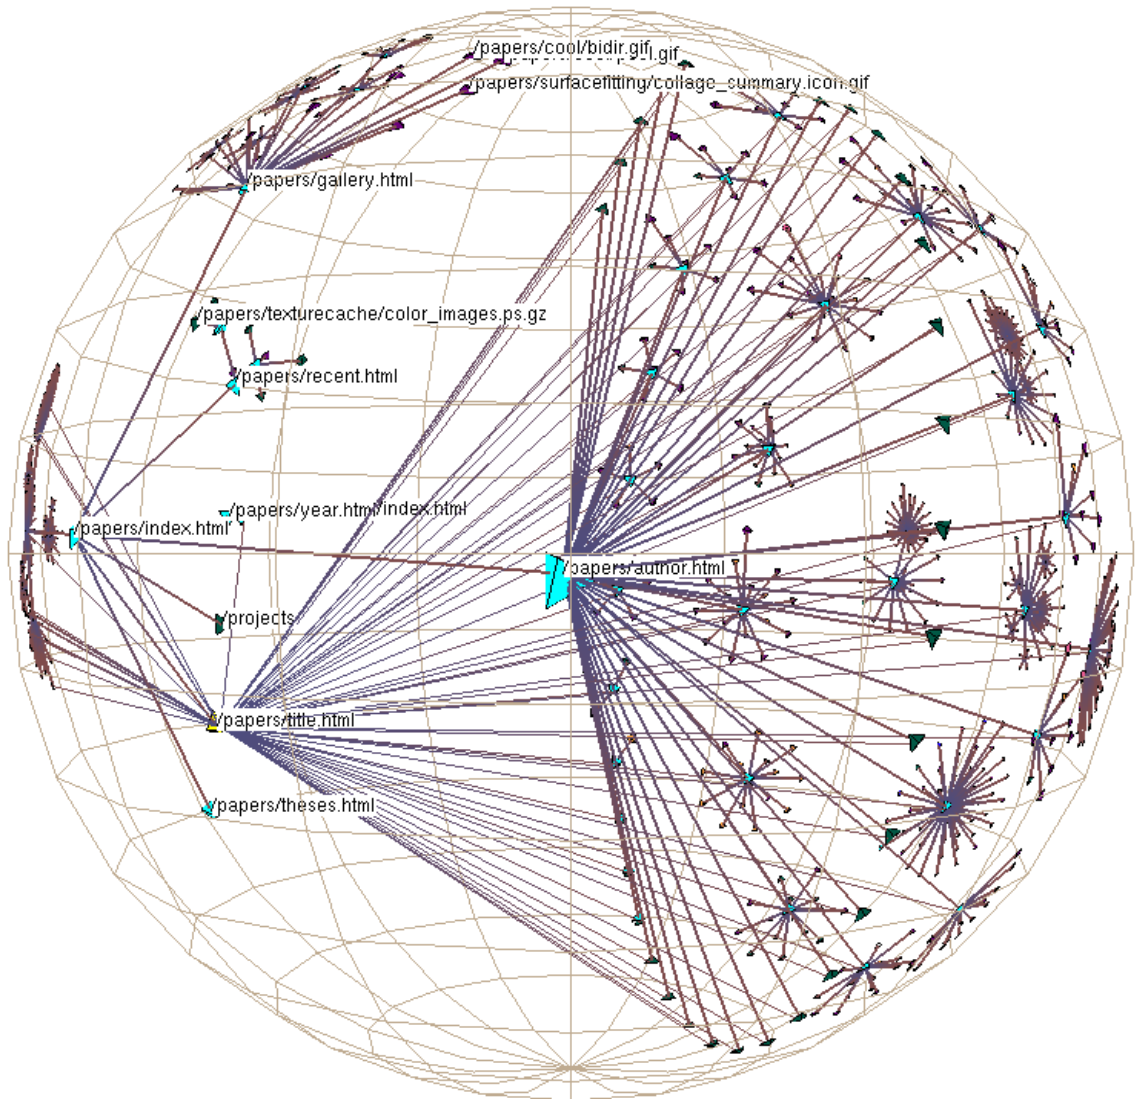 /papers/cool/bidir.gif
.gif
/papers/surfacefitting/collage_summary.icon.gif
/papers/gallery.html
/papers/texturecache/color_images.ps.gz
/papers/recent.html
/papers/year.html/index.html
/papers/index.html
/papers/author.html
/projects
/papers/title.html
/papers/theses.html